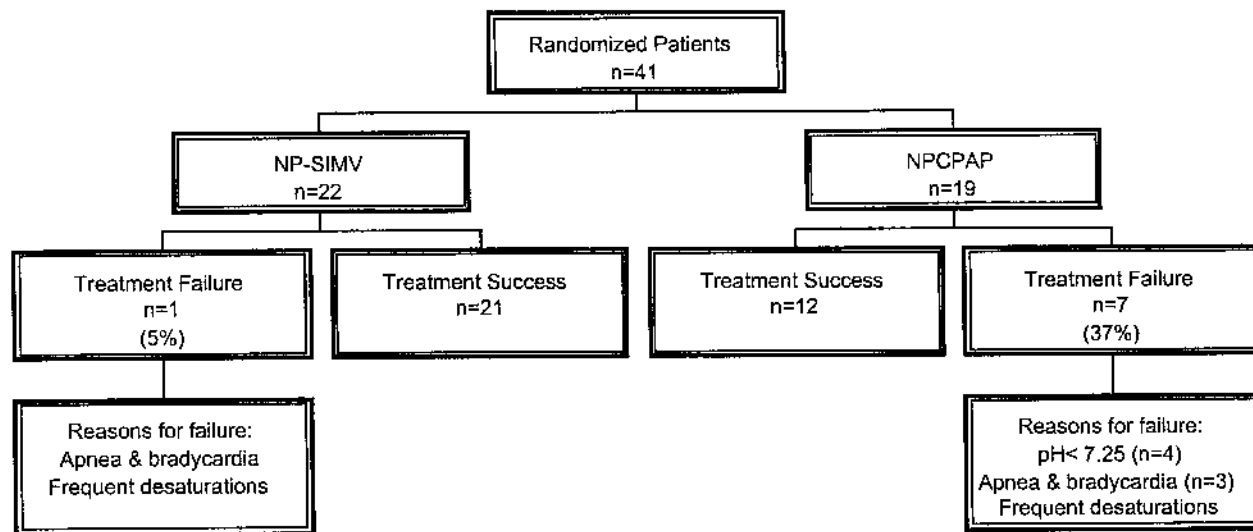 Randomized Patients
n=41
NP-SIMV
n=22
NPCPAP
n=19
Treatment Failure
n=1
(5%)
Treatment Success
n=21
Treatment Success
n=12
Treatment Failure
n=7
(37%)
Reasons for failure:
Apnea & bradycardia
Frequent desaturations
Reasons for failure:
pH< 7.25 (n=4)
Apnea & bradycardia (n=3)
Frequent desaturations